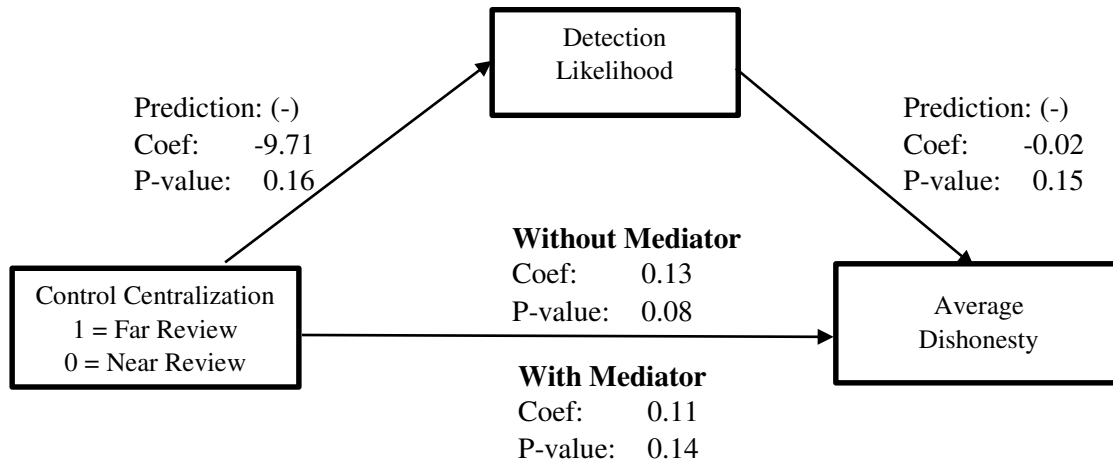 Detection
Likelihood
Prediction: (-)
Coef: -9.71
P-value: 0.16
Prediction: (-)
Coef: -0.02
P-value: 0.15
Without Mediator
Coef: 0.13
P-value: 0.08
Control Centralization
1 = Far Review
0 = Near Review
Average
Dishonesty
With Mediator
Coef: 0.11
P-value: 0.14